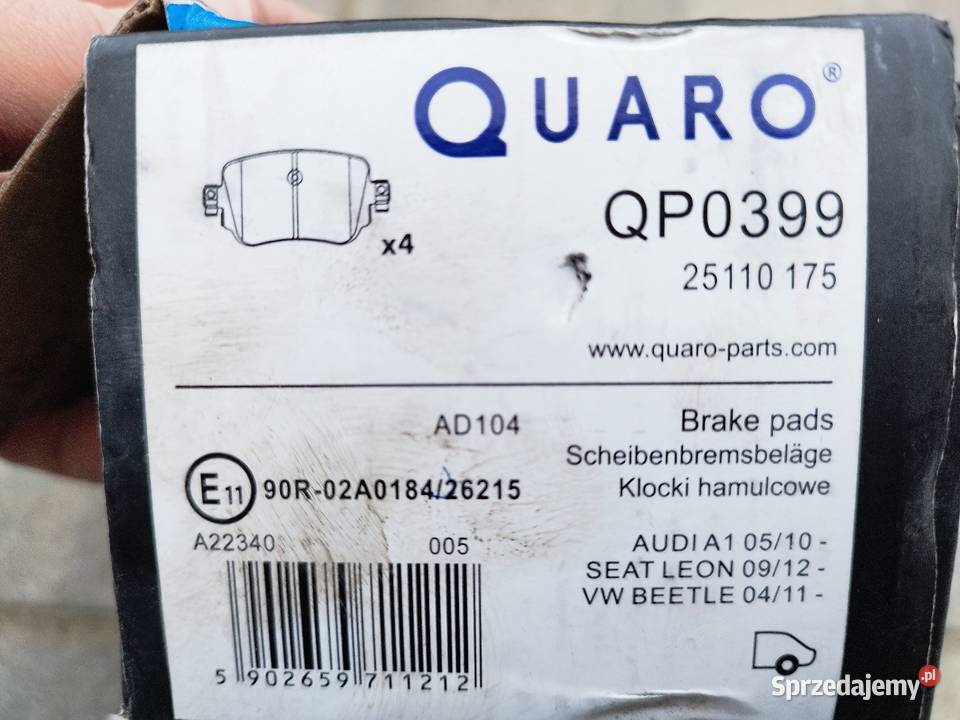 QUARO®
x4
QP0399
25110 175
www.quaro-parts.com
AD104
Brake pads
Scheibenbremsbeläge
Klocki hamulcowe
E11 90R-02A0184/26215
A22340 005
AUDI A1 05/10 -
SEAT LEON 09/12 -
VW BEETLE 04/11 -
5 902659 711212
Sprzedajemy.pl